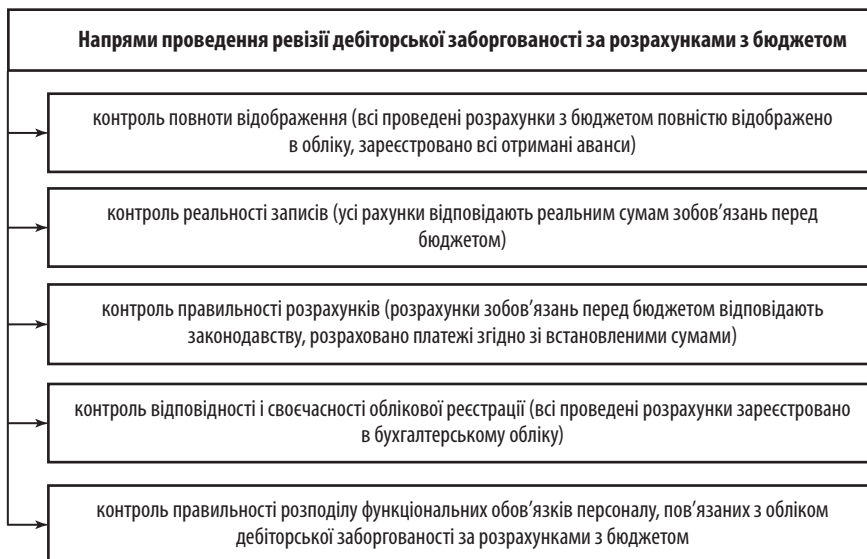 Напрями проведення ревізії дебіторської заборгованості за розрахунками з бюджетом
контроль повноти відображення (всі проведені розрахунки з бюджетом повністю відображено
в обліку, зареєстровано всі отримані аванси)
контроль реальності записів (усі рахунки відповідають реальним сумам зобов’язань перед
бюджетом)
контроль правильності розрахунків (розрахунки зобов’язань перед бюджетом відповідають
законодавству, розраховано платежі згідно зі встановленими сумами)
контроль відповідності і своєчасності облікової реєстрації (всі проведені розрахунки зареєстровано
в бухгалтерському обліку)
контроль правильності розподілу функціональних обов’язків персоналу, пов’язаних з обліком
дебіторської заборгованості за розрахунками з бюджетом